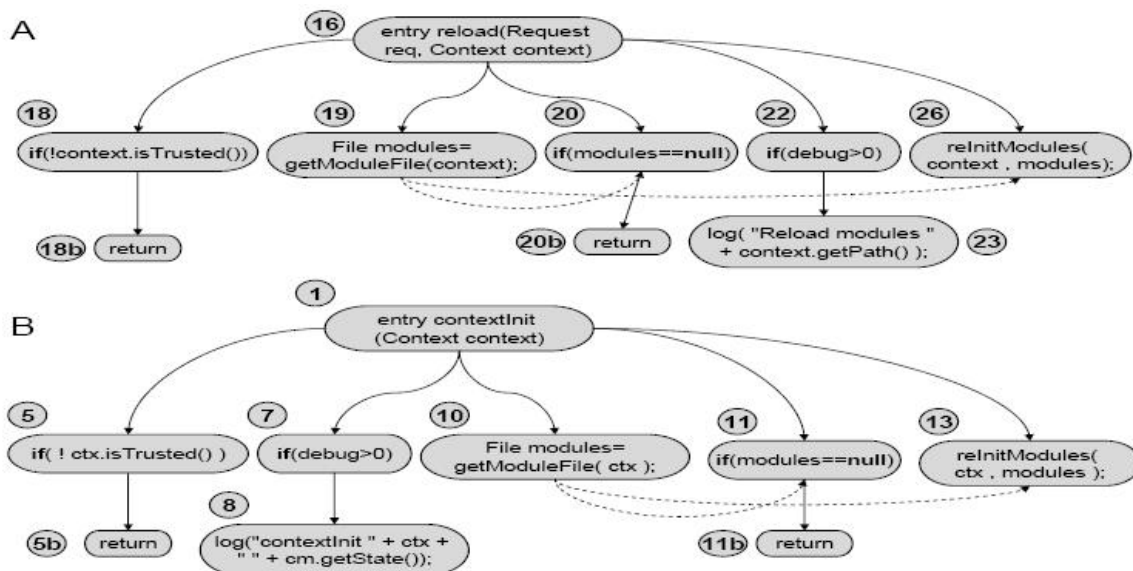 A
16
entry reload(Request
req, Context context)
18
19
20
22
26
if(!context.isTrusted())
File modules=
getModuleFile(context);
if(modules==null)
if(debug>0)
reInitModules(
context , modules);
18b
return
20b
return
log( "Reload modules "
+ context.getPath() );
23
1
B
entry contextInit
(Context context)
5
7
10
11
13
if( ! ctx.isTrusted() )
if(debug>0)
File modules=
getModuleFile( ctx );
if(modules==null)
reInitModules(
ctx , modules );
8
5b
return
log("contextInit " + ctx +
" " + cm.getState());
11b
return